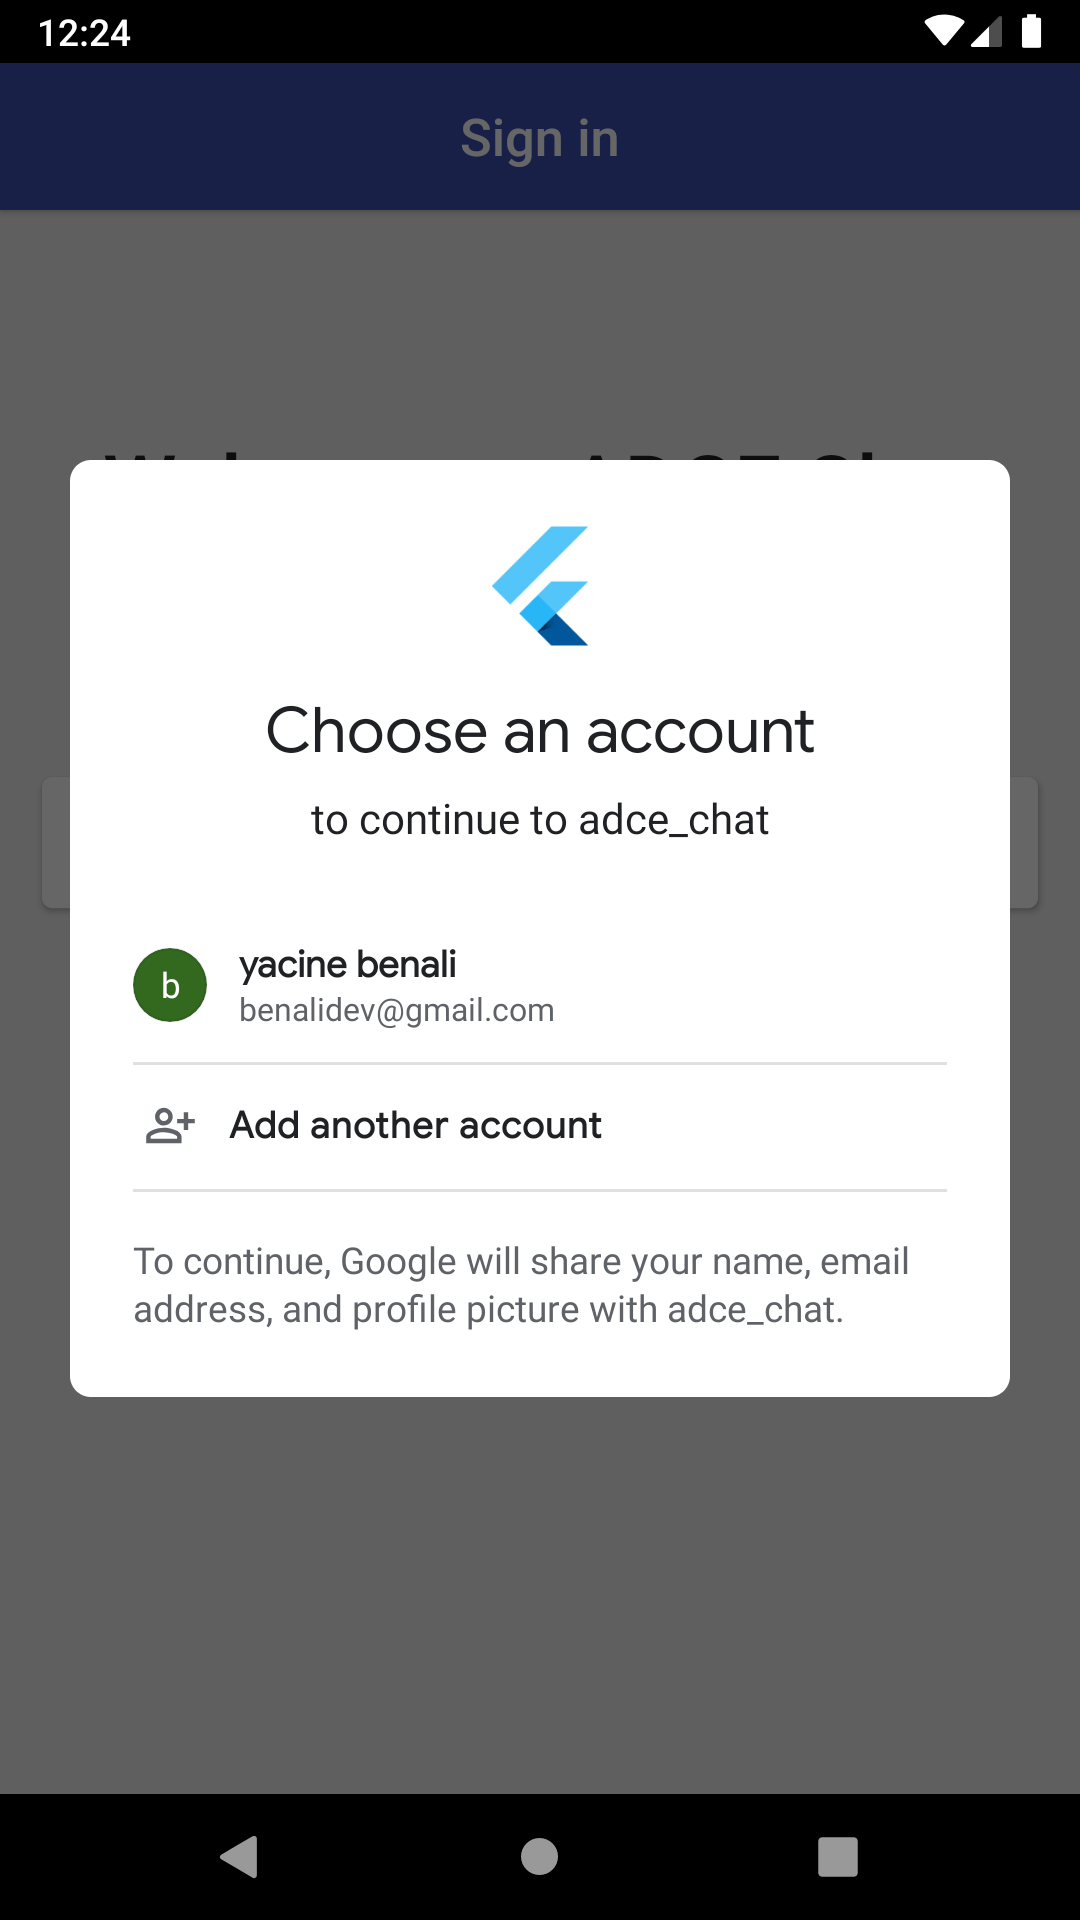 12:24
Sign in
Choose an account
to continue to adce_chat
b
yacine benali
benalidev@gmail.com
Add another account
To continue, Google will share your name, email
address, and profile picture with adce_chat.